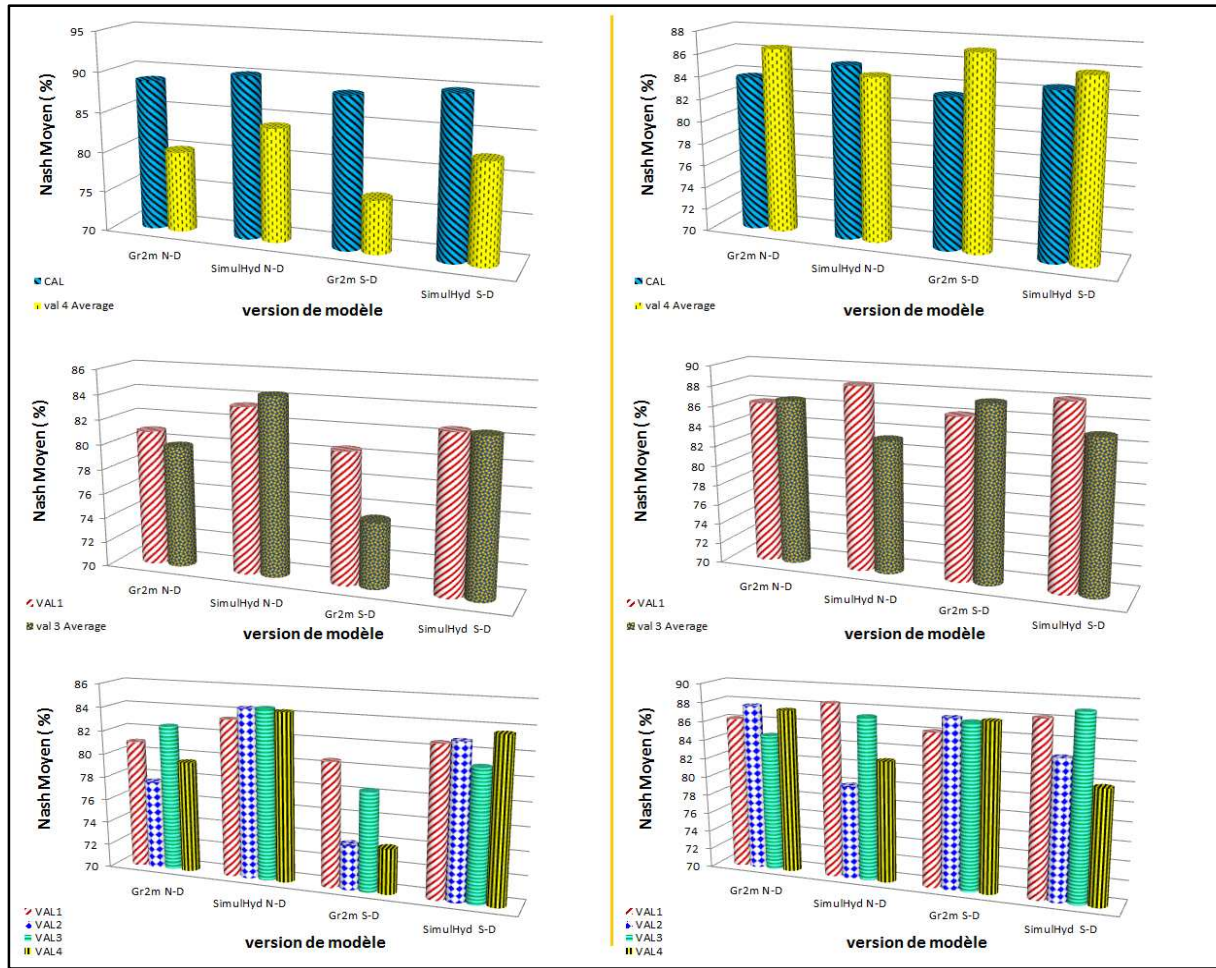 95
90
85
80
75
70
Nash Moyen ( %)
Gr2m N-D
SimulHyd N-D
Gr2m S-D
SimulHyd S-D
CAL
val 4 Average
version de modèle
88
86
84
82
80
78
76
74
72
70
Nash Moyen ( %)
Gr2m N-D
SimulHyd N-D
Gr2m S-D
SimulHyd S-D
CAL
val 4 Average
version de modèle
86
84
82
80
78
76
74
72
70
Nash Moyen ( %)
Gr2m N-D
SimulHyd N-D
Gr2m S-D
SimulHyd S-D
VAL1
val 3 Average
version de modèle
90
88
86
84
82
80
78
76
74
72
70
Nash Moyen ( %)
Gr2m N-D
SimulHyd N-D
Gr2m S-D
SimulHyd S-D
VAL1
val 3 Average
version de modèle
86
84
82
80
78
76
74
72
70
Nash Moyen ( %)
Gr2m N-D
SimulHyd N-D
Gr2m S-D
SimulHyd S-D
VAL1
VAL2
VAL3
VAL4
version de modèle
90
88
86
84
82
80
78
76
74
72
70
Nash Moyen ( %)
Gr2m N-D
SimulHyd N-D
Gr2m S-D
SimulHyd S-D
VAL1
VAL2
VAL3
VAL4
version de modèle